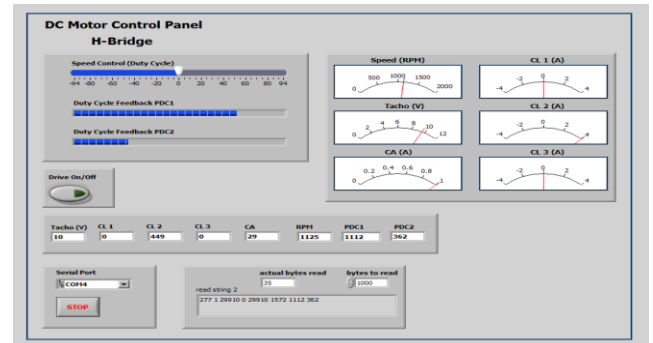 DC Motor Control Panel
H-Bridge
Speed Control (Duty Cycle)
-94 -80 -60 -40 -20 0 20 40 60 80 94
Duty Cycle Feedback PDC1
Duty Cycle Feedback PDC2
Drive On/Off
Speed (RPM)
0 500 1000 1500 2000
CL 1 (A)
-4 -2 0 2 4
Tacho (V)
0 2 4 6 8 10 12
CL 2 (A)
-4 -2 0 2 4
CA (A)
0 0.2 0.4 0.6 0.8 1
CL 3 (A)
-4 -2 0 2 4
Tacho (V) CL 1 CL 2 CL 3 CA RPM PDC1 PDC2
10 0 449 0 29 1125 1112 362
Serial Port
COM4
STOP
actual bytes read bytes to read
35 1000
read string 2
277 1 29910 0 29910 1572 1112 362